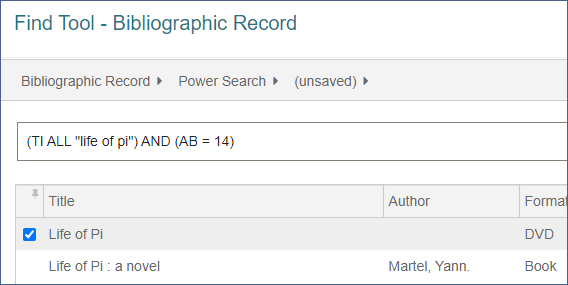 Find Tool - Bibliographic Record
Bibliographic Record Power Search (unsaved)
(TI ALL "life of pi") AND (AB = 14)
Title Author Format
Life of Pi DVD
Life of Pi : a novel Martel, Yann. Book